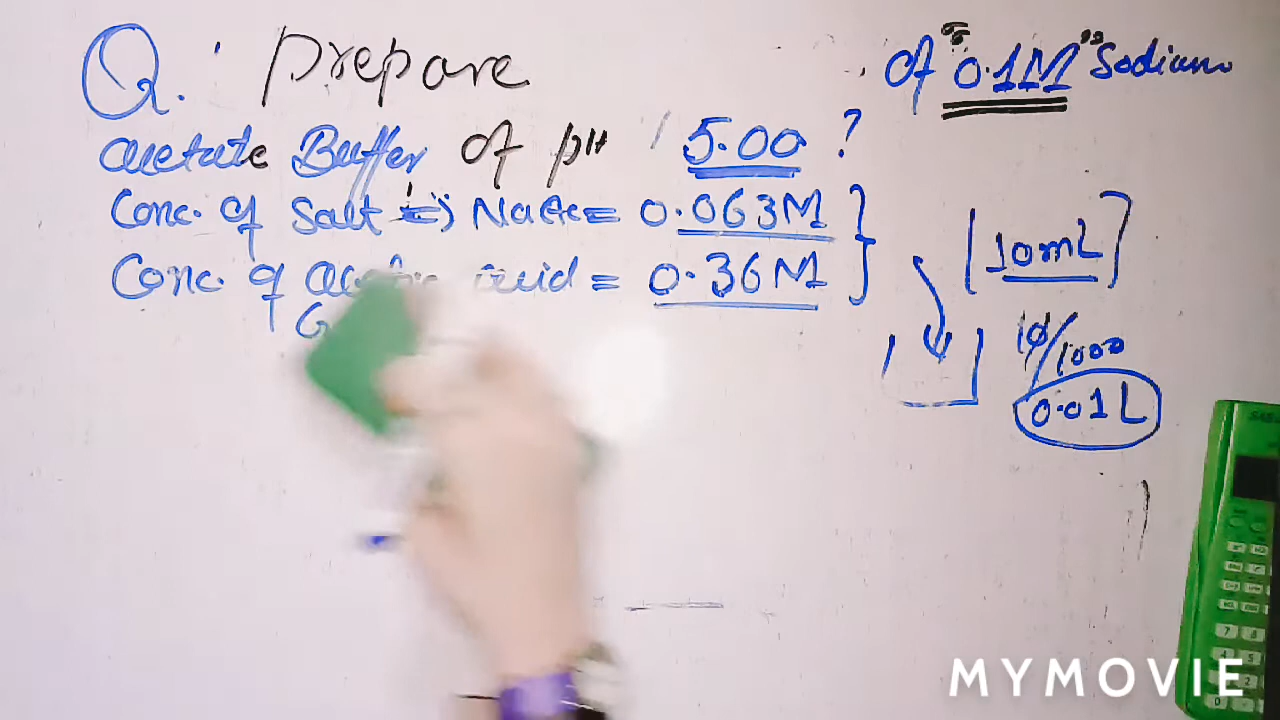 Q. Prepare of 0.1M Sodium
acetate Buffer of pH 5.00 ?
Conc. of Salt => NaAc = 0.063M
Conc. of acid = 0.36M
[10mL]
10/1000
0.01L
MYMOVIE